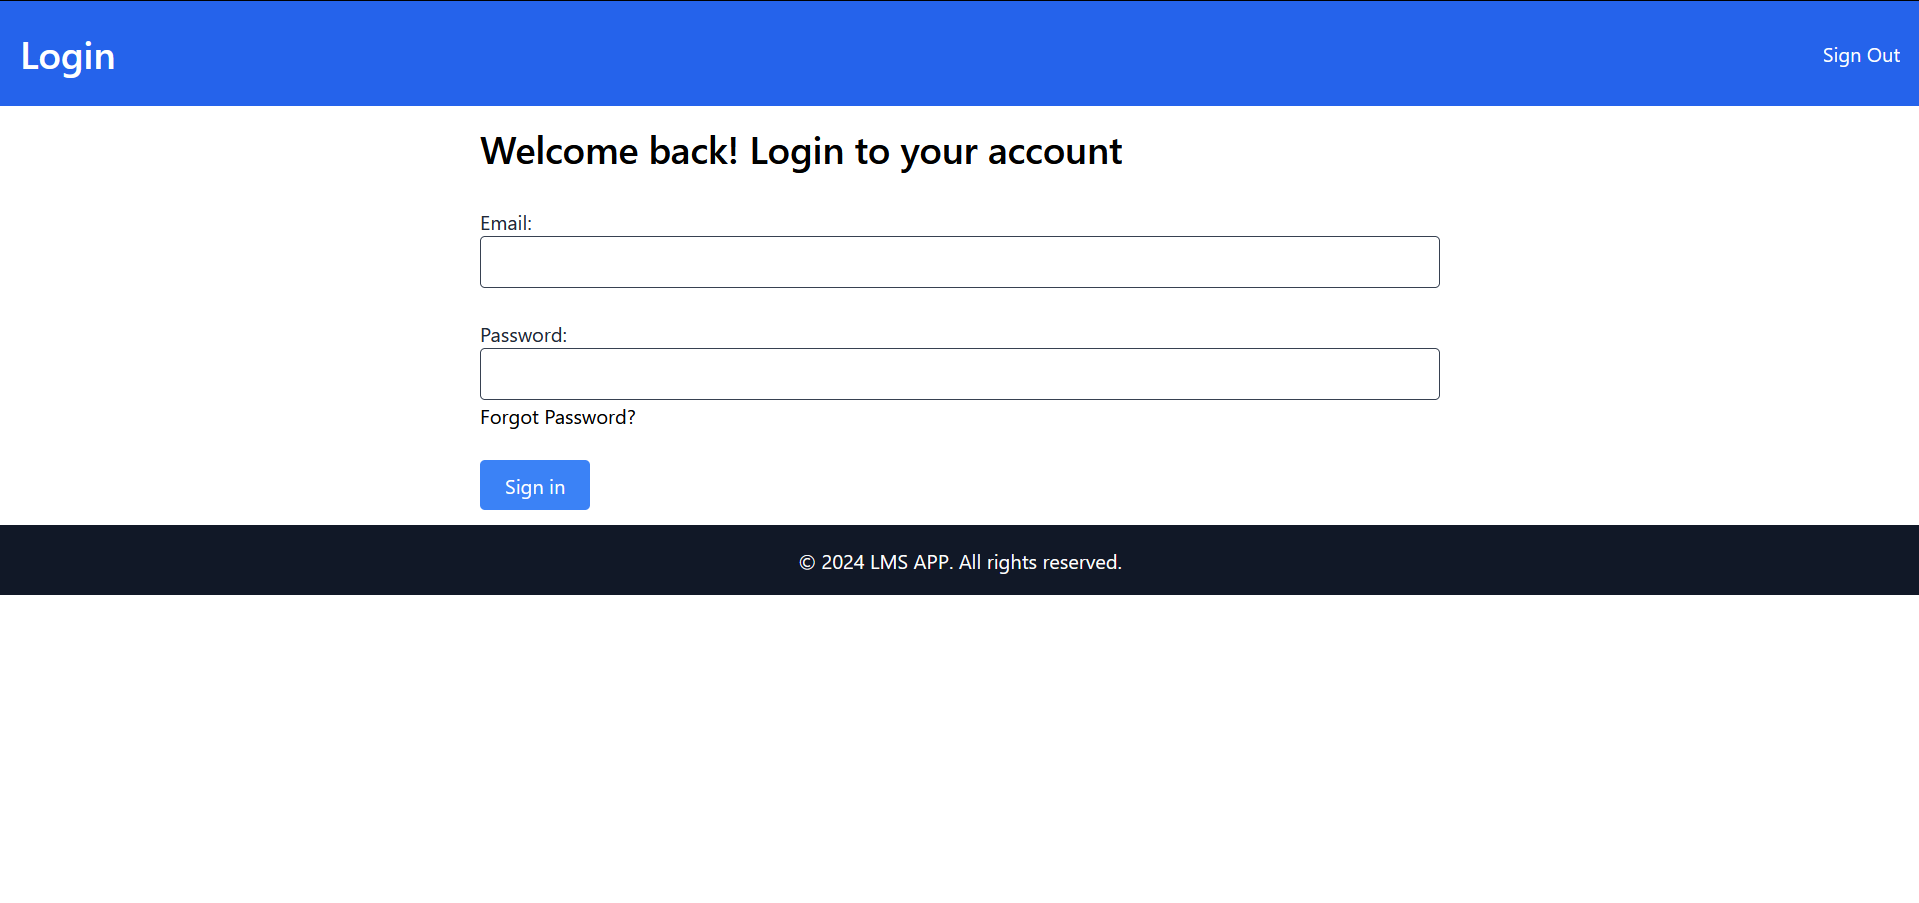 Login
Sign Out
Welcome back! Login to your account
Email:
Password:
Forgot Password?
Sign in
© 2024 LMS APP. All rights reserved.